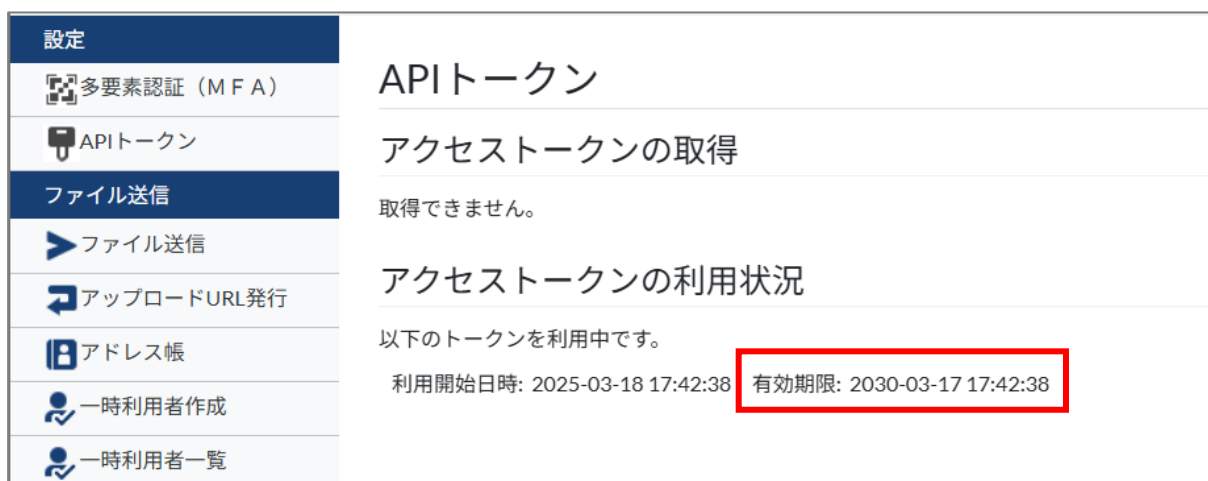 設定
多要素認証（ＭＦＡ）
APIトークン
ファイル送信
ファイル送信
アップロードURL発行
アドレス帳
一時利用者作成
一時利用者一覧
APIトークン
アクセストークンの取得
取得できません。
アクセストークンの利用状況
以下のトークンを利用中です。
利用開始日時: 2025-03-18 17:42:38 有効期限: 2030-03-17 17:42:38